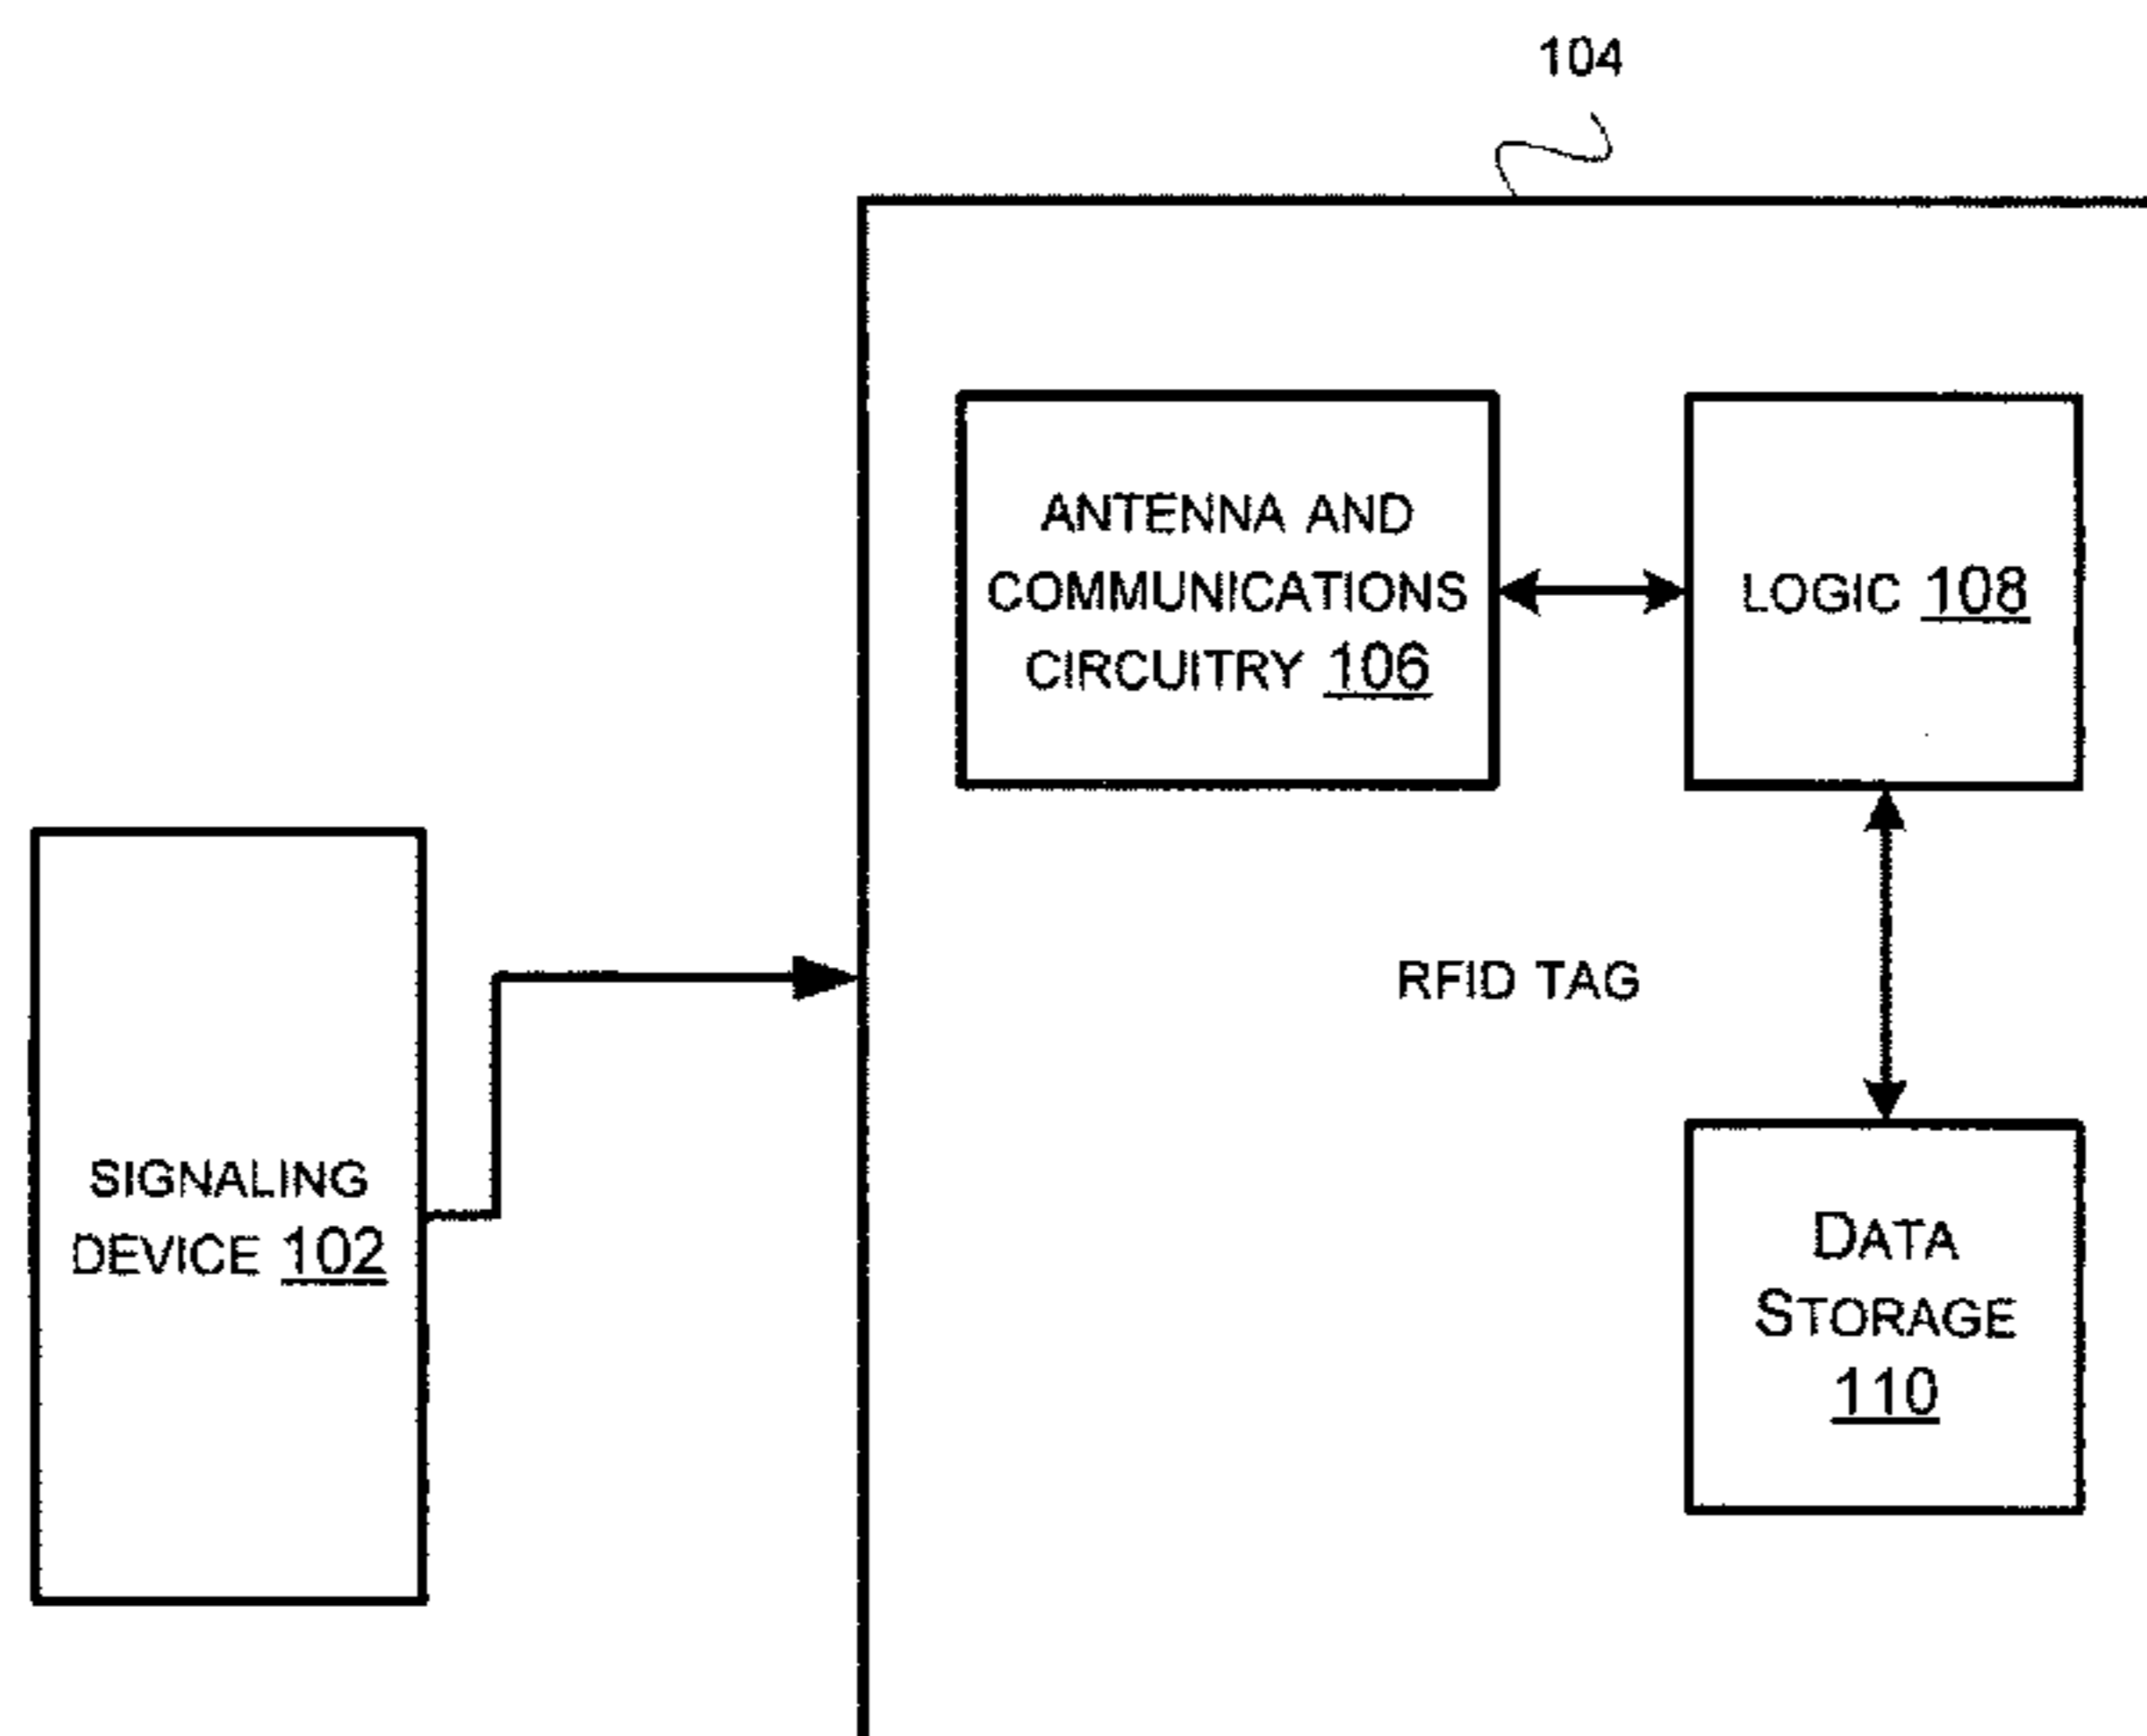 104
ANTENNA AND
COMMUNICATIONS
CIRCUITRY 106
LOGIC 108
RFID TAG
SIGNALING
DEVICE 102
DATA
STORAGE
110